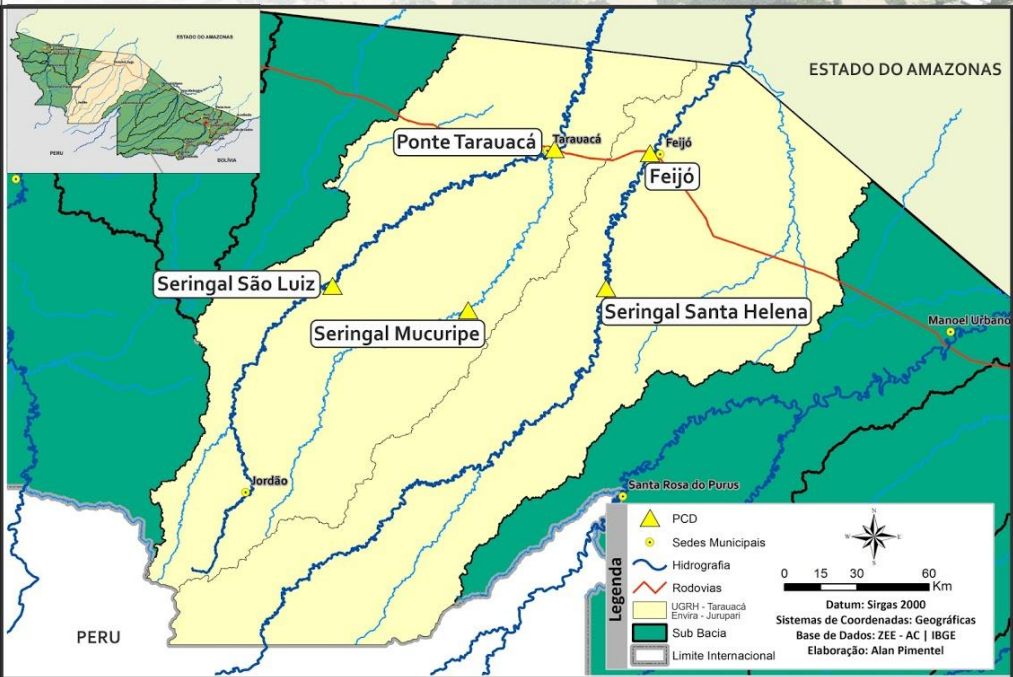 ESTADO DO AMAZONAS
PERU
BOLÍVIA
ESTADO DO AMAZONAS
Ponte Tarauacá
Tarauacá
Feijó
Feijó
Seringal São Luiz
Seringal Mucuripe
Seringal Santa Helena
Manoel Urbano
Jordão
Santa Rosa do Purus
PERU
Legenda
PCD
Sedes Municipais
Hidrografia
Rodovias
UGRH - Tarauacá
Envira - Jurupari
Sub Bacia
Limite Internacional
N
W
E
S
0 15 30 60
Km
Datum: Sirgas 2000
Sistemas de Coordenadas: Geográficas
Base de Dados: ZEE - AC | IBGE
Elaboração: Alan Pimentel